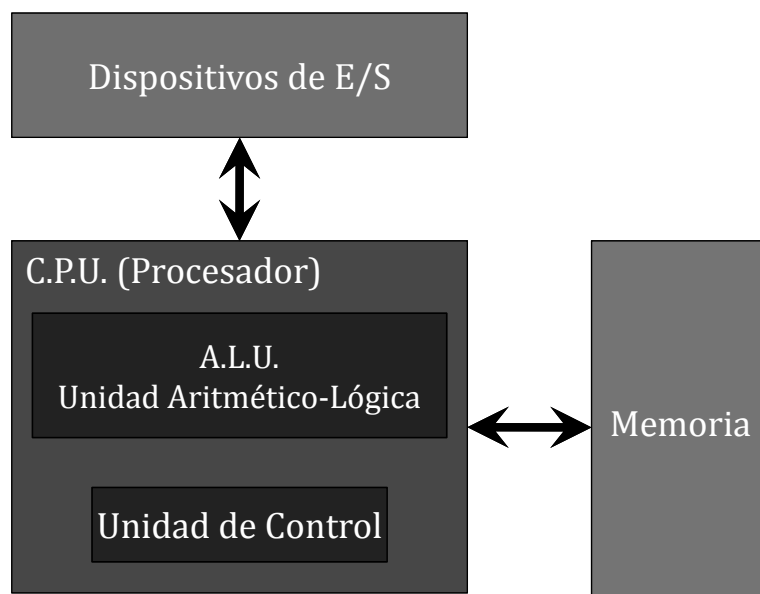 Dispositivos de E/S
C.P.U. (Procesador)
A.L.U.
Unidad Aritmético-Lógica
Memoria
Unidad de Control